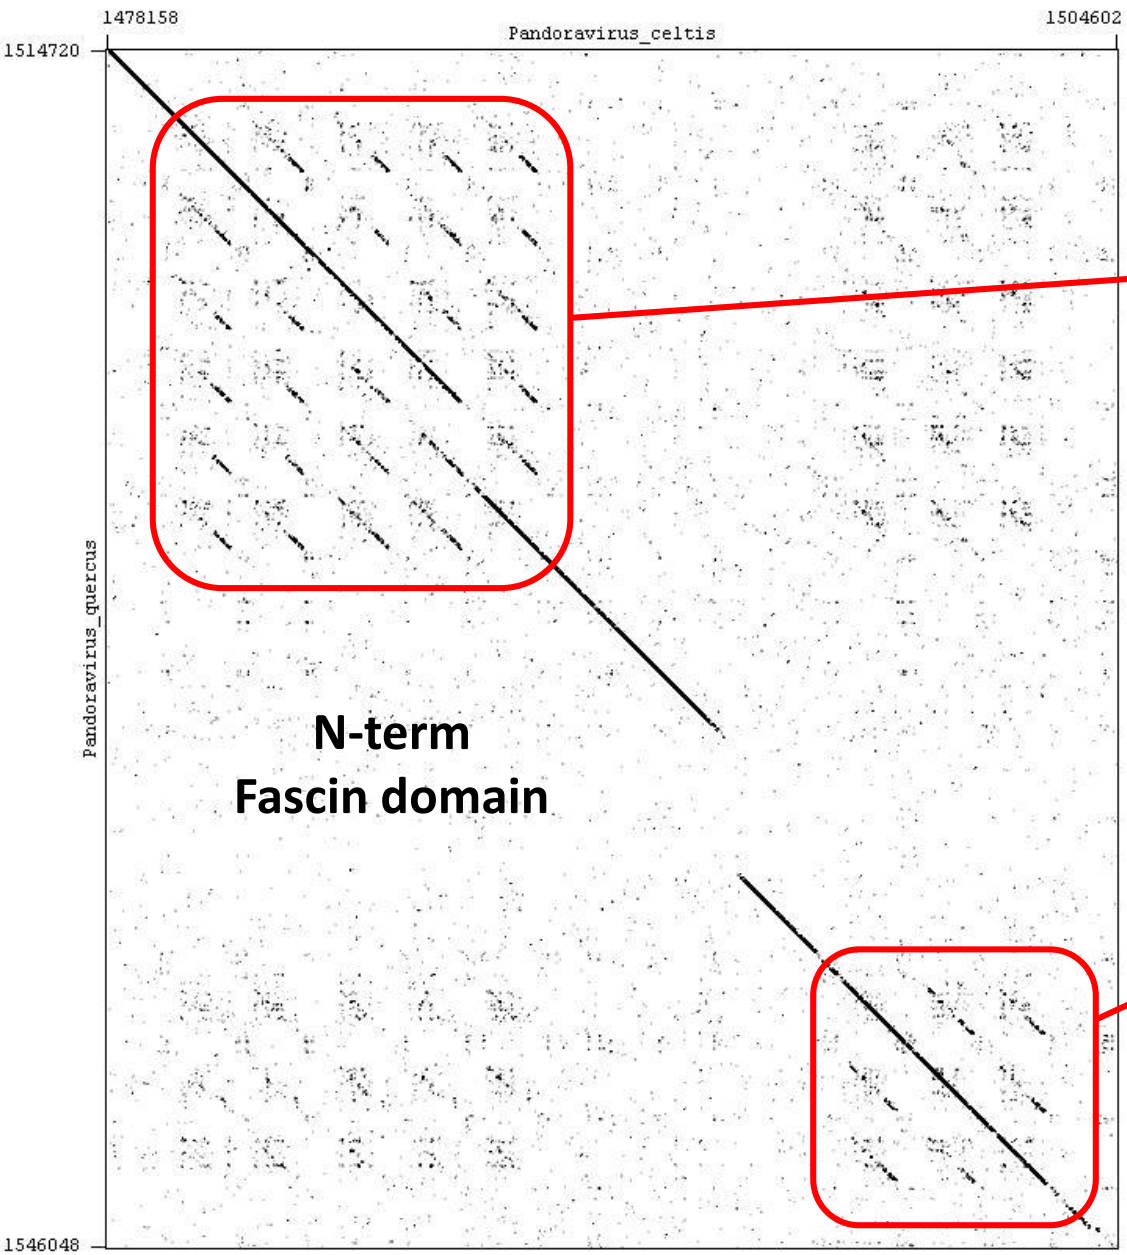 1478158
1504602
Pandoravirus_celtis
1514720
Pandoravirus_quercus
N-term
Fascin domain
1546048